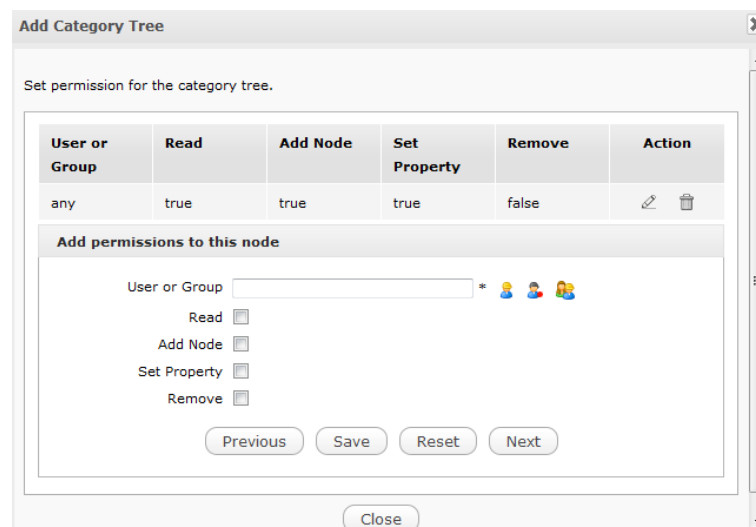 Add Category Tree
Set permission for the category tree.
User or Group Read Add Node Set Property Remove Action
any true true true false
Add permissions to this node
User or Group *
Read
Add Node
Set Property
Remove
Previous Save Reset Next
Close